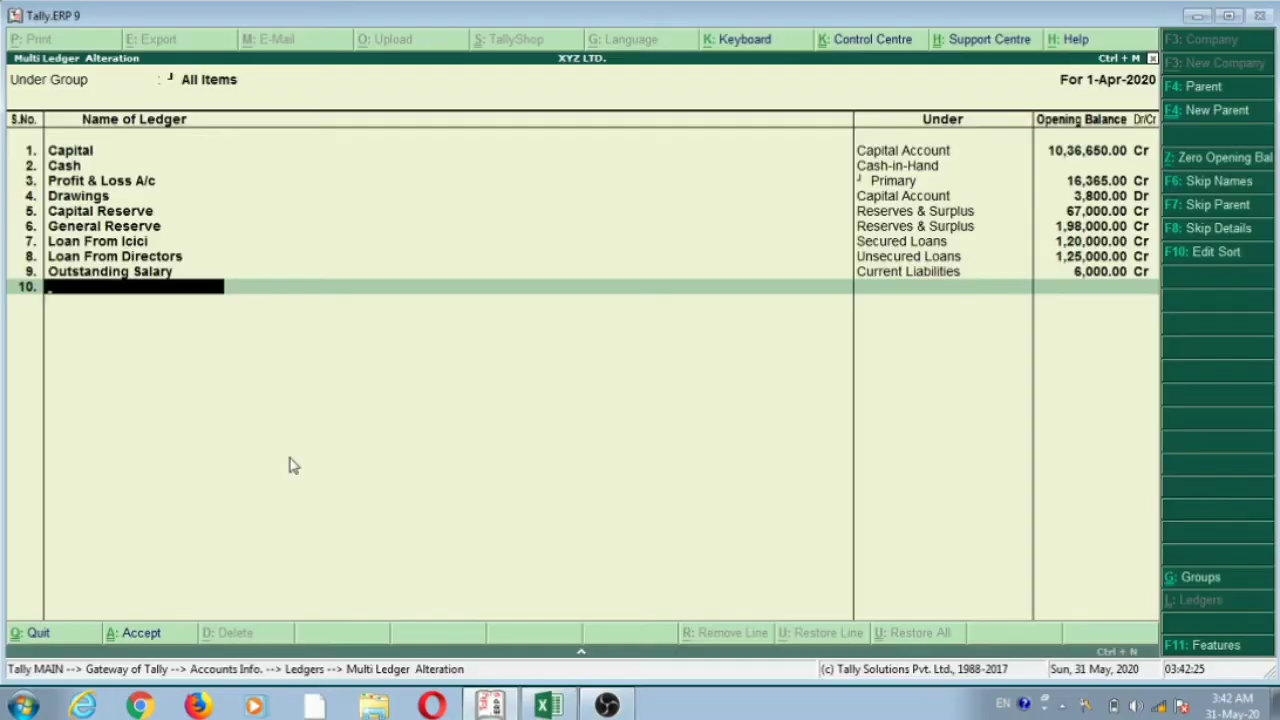 Tally.ERP 9
P: Print E: Export M: E-Mail O: Upload S: TallyShop G: Language K: Keyboard K: Control Centre H: Support Centre H: Help
Multi Ledger Alteration XYZ LTD. Ctrl + M
Under Group : ┘ All Items For 1-Apr-2020
S.No. Name of Ledger Under Opening Balance Dr/Cr
1. Capital Capital Account 10,36,650.00 Cr
2. Cash Cash-in-Hand
3. Profit & Loss A/c ┘ Primary 16,365.00 Cr
4. Drawings Capital Account 3,800.00 Dr
5. Capital Reserve Reserves & Surplus 67,000.00 Cr
6. General Reserve Reserves & Surplus 1,98,000.00 Cr
7. Loan From Icici Secured Loans 1,20,000.00 Cr
8. Loan From Directors Unsecured Loans 1,25,000.00 Cr
9. Outstanding Salary Current Liabilities 6,000.00 Cr
10.
F3: Company
F3: New Company
F4: Parent
F4: New Parent
Z: Zero Opening Bal
F6: Skip Names
F7: Skip Parent
F8: Skip Details
F10: Edit Sort
G: Groups
L: Ledgers
F11: Features
Q: Quit A: Accept D: Delete R: Remove Line U: Restore Line U: Restore All
Ctrl + N
Tally MAIN --> Gateway of Tally --> Accounts Info. --> Ledgers --> Multi Ledger Alteration (c) Tally Solutions Pvt. Ltd., 1988-2017 Sun, 31 May, 2020 03:42:25
EN 3:42 AM
31-May-20